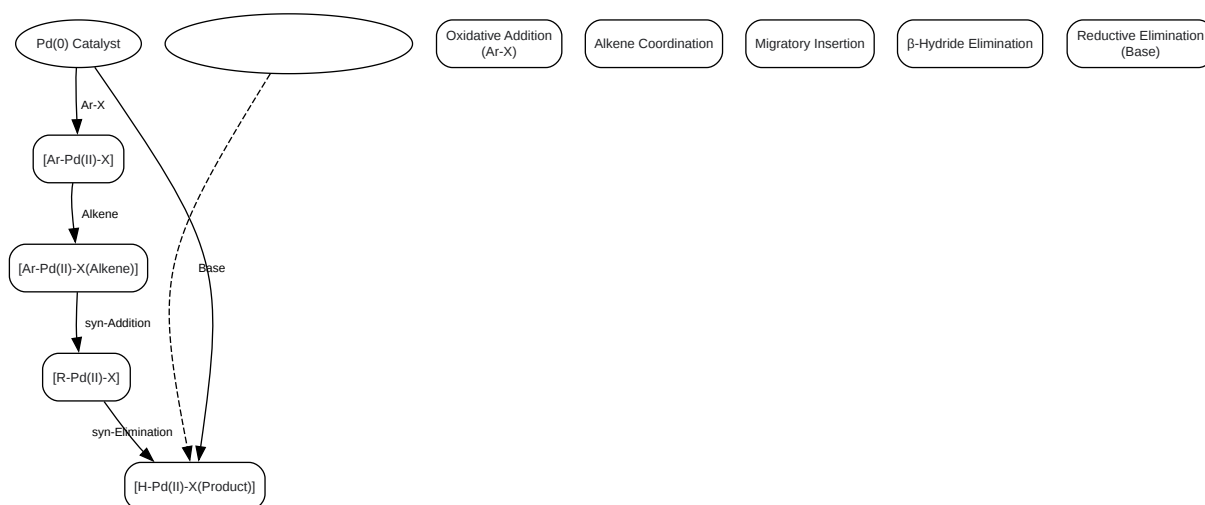 Pd(0) Catalyst
Oxidative Addition
(Ar-X)
Alkene Coordination
Migratory Insertion
β-Hydride Elimination
Reductive Elimination
(Base)
Ar-X
[Ar-Pd(II)-X]
Alkene
[Ar-Pd(II)-X(Alkene)]
Base
syn-Addition
[R-Pd(II)-X]
syn-Elimination
[H-Pd(II)-X(Product)]